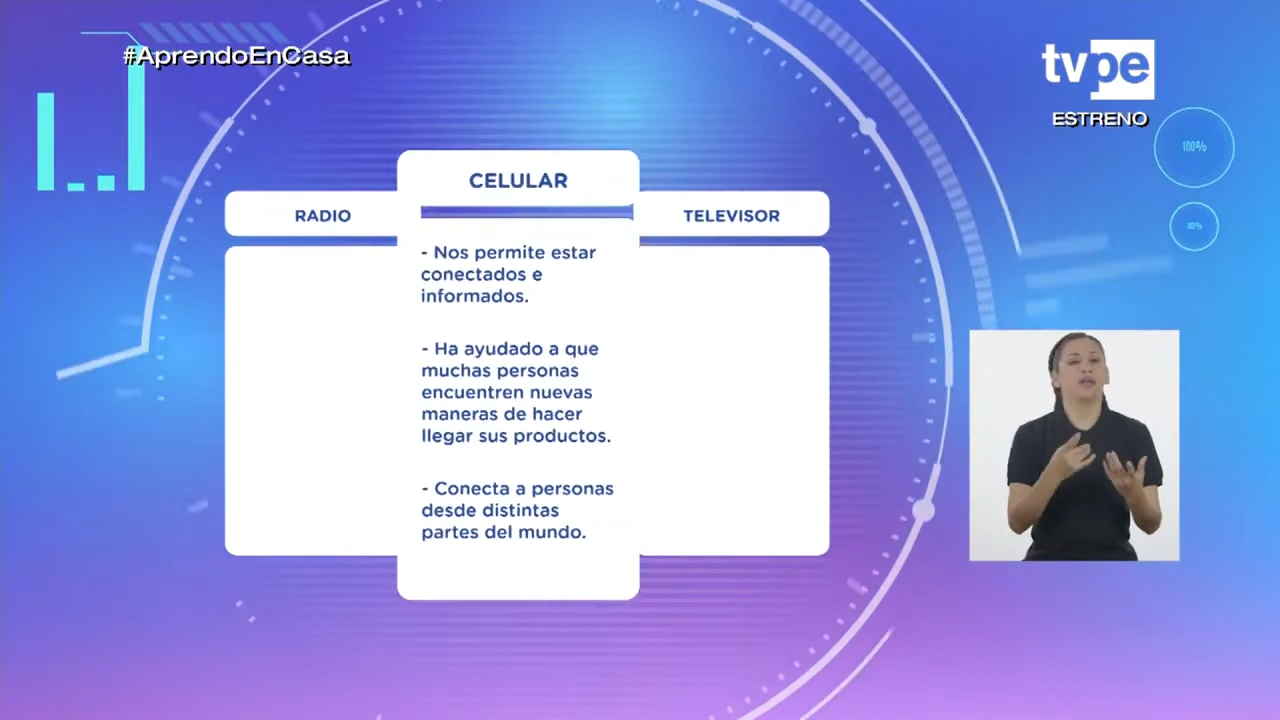 #AprendoEnCasa
tvpe
ESTRENO
100%
CELULAR
RADIO
TELEVISOR
- Nos permite estar
conectados e
informados.
- Ha ayudado a que
muchas personas
encuentren nuevas
maneras de hacer
llegar sus productos.
- Conecta a personas
desde distintas
partes del mundo.